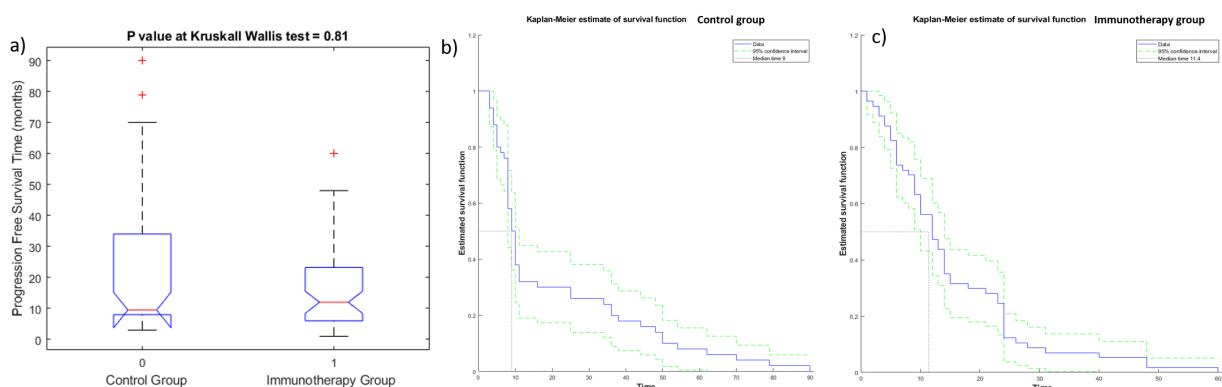 a)
P value at Kruskall Wallis test = 0.81
Progression Free Survival Time (months)
90
80
70
60
50
40
30
20
10
0
0
1
Control Group
Immunotherapy Group
b)
Kaplan-Meier estimate of survival function Control group
Data
95% confidence interval
Median time 9
Estimated survival function
1.2
1
0.8
0.6
0.4
0.2
0
0 10 20 30 40 50 60 70 80 90
Time
c)
Kaplan-Meier estimate of survival function Immunotherapy group
Data
95% confidence interval
Median time 11.4
Estimated survival function
1.2
1
0.8
0.6
0.4
0.2
0
0 10 20 30 40 50 60
Time